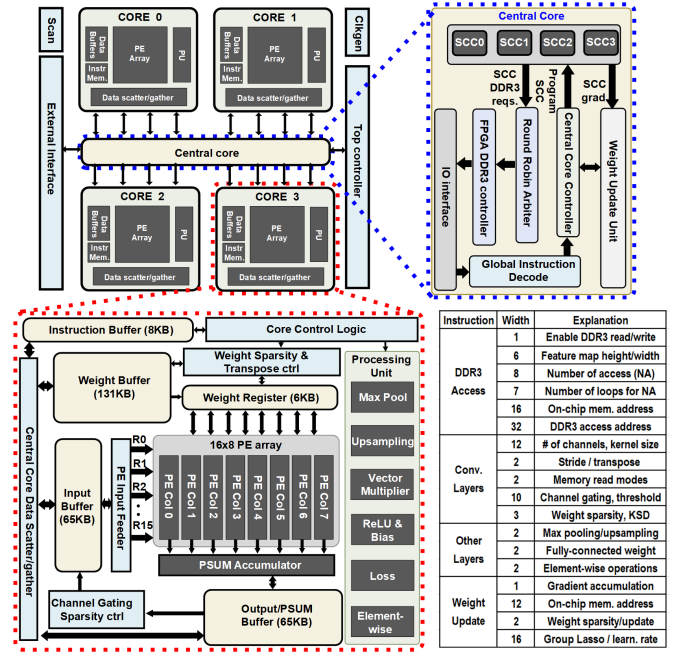 Scan
External Interface
CORE 0
Data
Buffers
Instr
Mem.
PE
Array
PU
Data scatter/gather
CORE 1
Data
Buffers
Instr
Mem.
PE
Array
PU
Data scatter/gather
Clkgen
Top controller
Central core
CORE 2
Data
Buffers
Instr
Mem.
PE
Array
PU
Data scatter/gather
CORE 3
Data
Buffers
Instr
Mem.
PE
Array
PU
Data scatter/gather
Central Core
SCC0 SCC1 SCC2 SCC3
SCC
DDR3
reqs.
SCC
Program
SCC
grad.
IO interface
FPGA DDR3 controller
Round Robin Arbiter
Central Core Controller
Weight Update Unit
Global Instruction
Decode
Instruction Buffer (8KB)
Core Control Logic
Weight Sparsity &
Transpose ctrl
Weight Buffer
(131KB)
Weight Register (6KB)
Central Core Data Scatter/gather
Input
Buffer
(65KB)
PE Input Feeder
R0
R1
R2
R15
16x8 PE array
PE Col 0
PE Col 1
PE Col 2
PE Col 3
PE Col 4
PE Col 5
PE Col 6
PE Col 7
PSUM Accumulator
Channel Gating
Sparsity ctrl
Output/PSUM
Buffer (65KB)
Processing
Unit
Max Pool
Upsampling
Vector
Multiplier
ReLU &
Bias
Loss
Element-
wise
Instruction Width Explanation
DDR3
Access
1 Enable DDR3 read/write
6 Feature map height/width
8 Number of access (NA)
7 Number of loops for NA
16 On-chip mem. address
32 DDR3 access address
Conv.
Layers
12 # of channels, kernel size
2 Stride / transpose
2 Memory read modes
10 Channel gating, threshold
3 Weight sparsity, KSD
Other
Layers
2 Max pooling/upsampling
2 Fully-connected weight
2 Element-wise operations
Weight
Update
1 Gradient accumulation
12 On-chip mem. address
2 Weight sparsity/update
16 Group Lasso / learn. rate